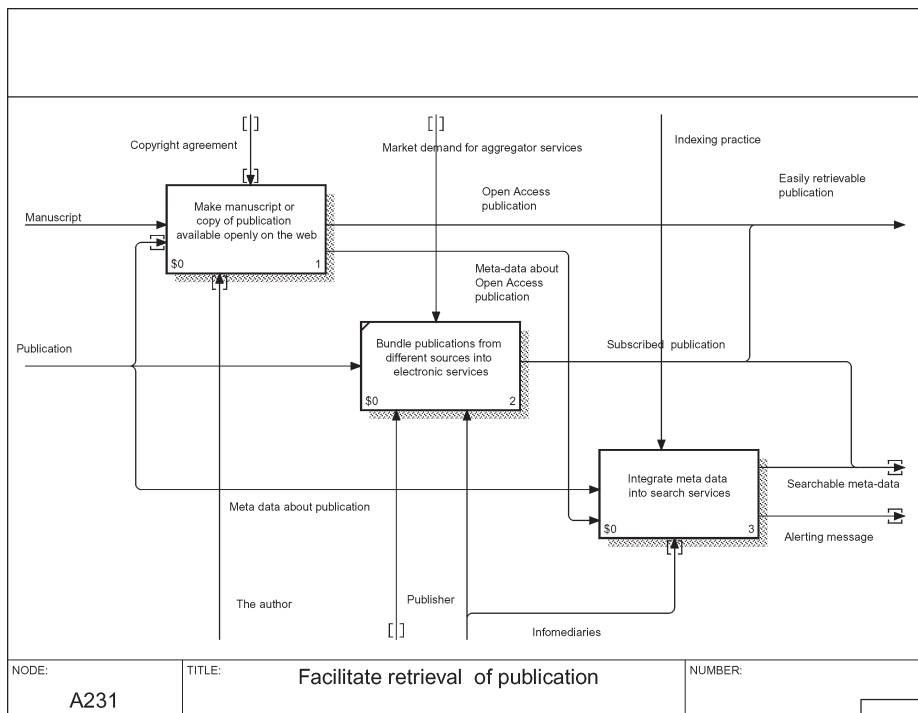 Copyright agreement
Market demand for aggregator services
Indexing practice
Easily retrievable
publication
Manuscript
Make manuscript or
copy of publication
available openly on the web
$0 1
Open Access
publication
Meta-data about
Open Access
publication
Publication
Bundle publications from
different sources into
electronic services
$0 2
Subscribed publication
Meta data about publication
Integrate meta data
into search services
$0 3
Searchable meta-data
Alerting message
The author
Publisher
Infomediaries
NODE:
A231
TITLE:
Facilitate retrieval of publication
NUMBER: